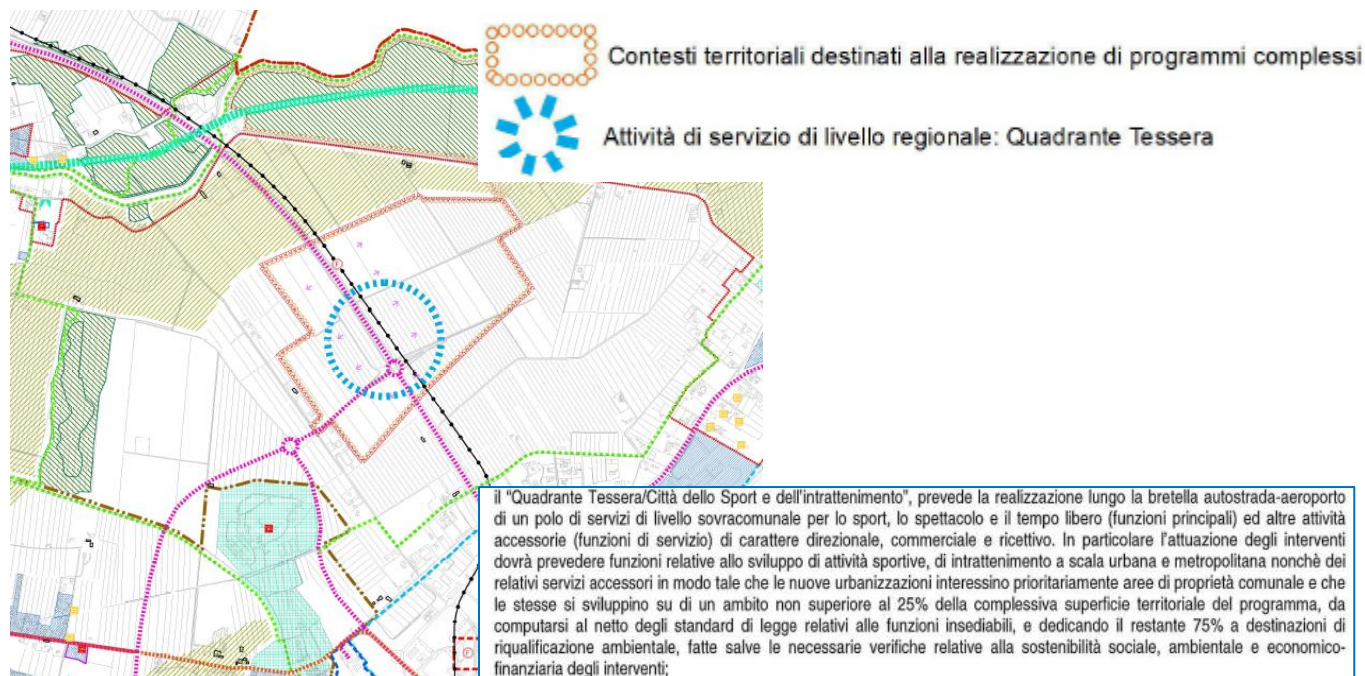 Contesti territoriali destinati alla realizzazione di programmi complessi
Attività di servizio di livello regionale: Quadrante Tessera
F
F
il "Quadrante Tessera/Città dello Sport e dell'intrattenimento", prevede la realizzazione lungo la bretella autostrada-aeroporto
di un polo di servizi di livello sovracomunale per lo sport, lo spettacolo e il tempo libero (funzioni principali) ed altre attività
accessorie (funzioni di servizio) di carattere direzionale, commerciale e ricettivo. In particolare l'attuazione degli interventi
dovrà prevedere funzioni relative allo sviluppo di attività sportive, di intrattenimento a scala urbana e metropolitana nonchè dei
relativi servizi accessori in modo tale che le nuove urbanizzazioni interessino prioritariamente aree di proprietà comunale e che
le stesse si sviluppino su di un ambito non superiore al 25% della complessiva superficie territoriale del programma, da
computarsi al netto degli standard di legge relativi alle funzioni insediabili, e dedicando il restante 75% a destinazioni di
riqualificazione ambientale, fatte salve le necessarie verifiche relative alla sostenibilità sociale, ambientale e economico-
finanziaria degli interventi;